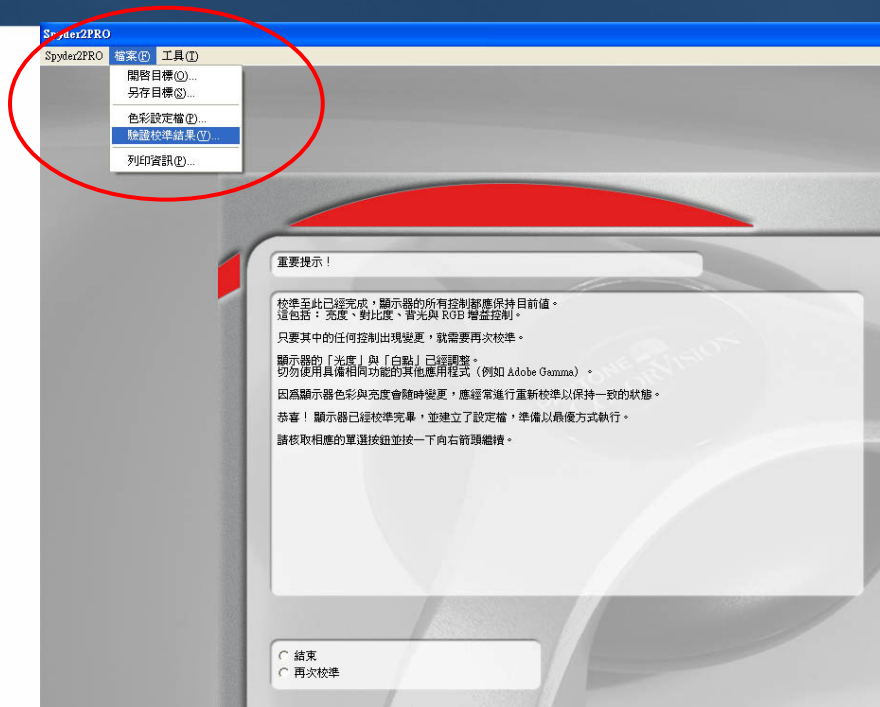 Spyder2PRO
Spyder2PRO 檔案(F) 工具(T)
開啓目標(O)...
另存目標(S)...
色彩設定檔(P)...
驗證校準結果(V)...
列印資訊(P)...
重要提示！
校準至此已經完成，顯示器的所有控制都應保持目前值。
這包括： 亮度、對比度、背光與 RGB 增益控制。
只要其中的任何控制出現變更，就需要再次校準。
顯示器的「光度」與「白點」已經調整。
切勿使用具備相同功能的其他應用程式（例如 Adobe Gamma）。
因爲顯示器色彩與亮度會隨時變更，應經常進行重新校準以保持一致的狀態。
恭喜！ 顯示器已經校準完畢，並建立了設定檔，準備以最優方式執行。
請核取相應的單選按鈕並按一下向右箭頭繼續。
結束
再次校準